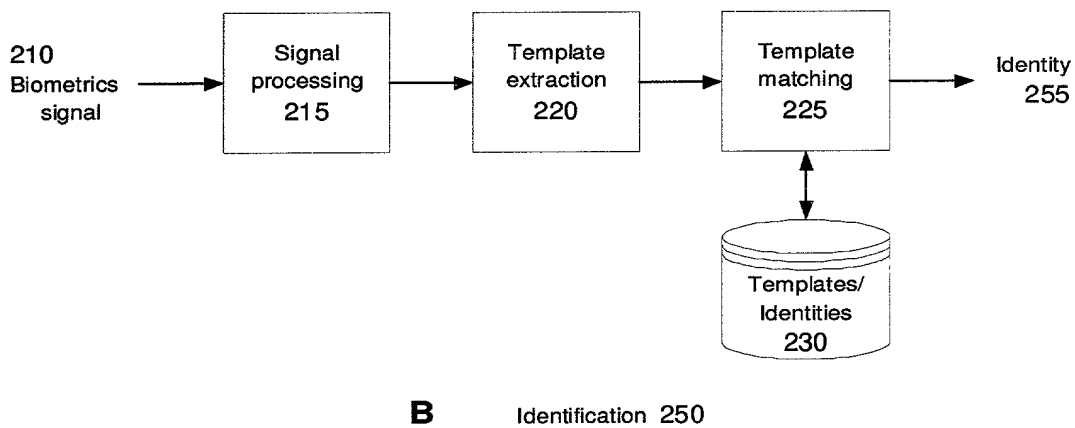 210
Biometrics
signal
Signal
processing
215
Template
extraction
220
Template
matching
225
Identity
255
Templates/
Identities
230
B Identification 250